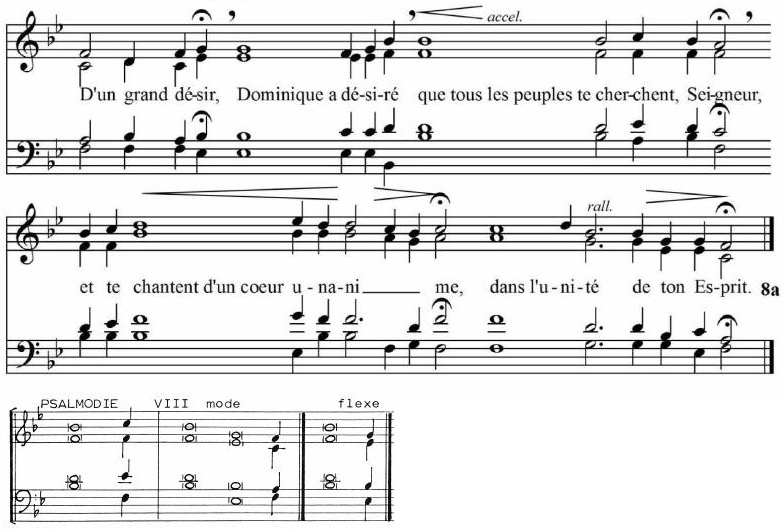 accel.
D'un grand dé-sir, Dominique a dé-si-ré que tous les peuples te cher-chent, Sei-gneur,
rall.
et te chantent d'un coeur u - na-ni me, dans l'u - ni-té de ton Es-prit. 8a
PSALMODIE VIII mode flexe